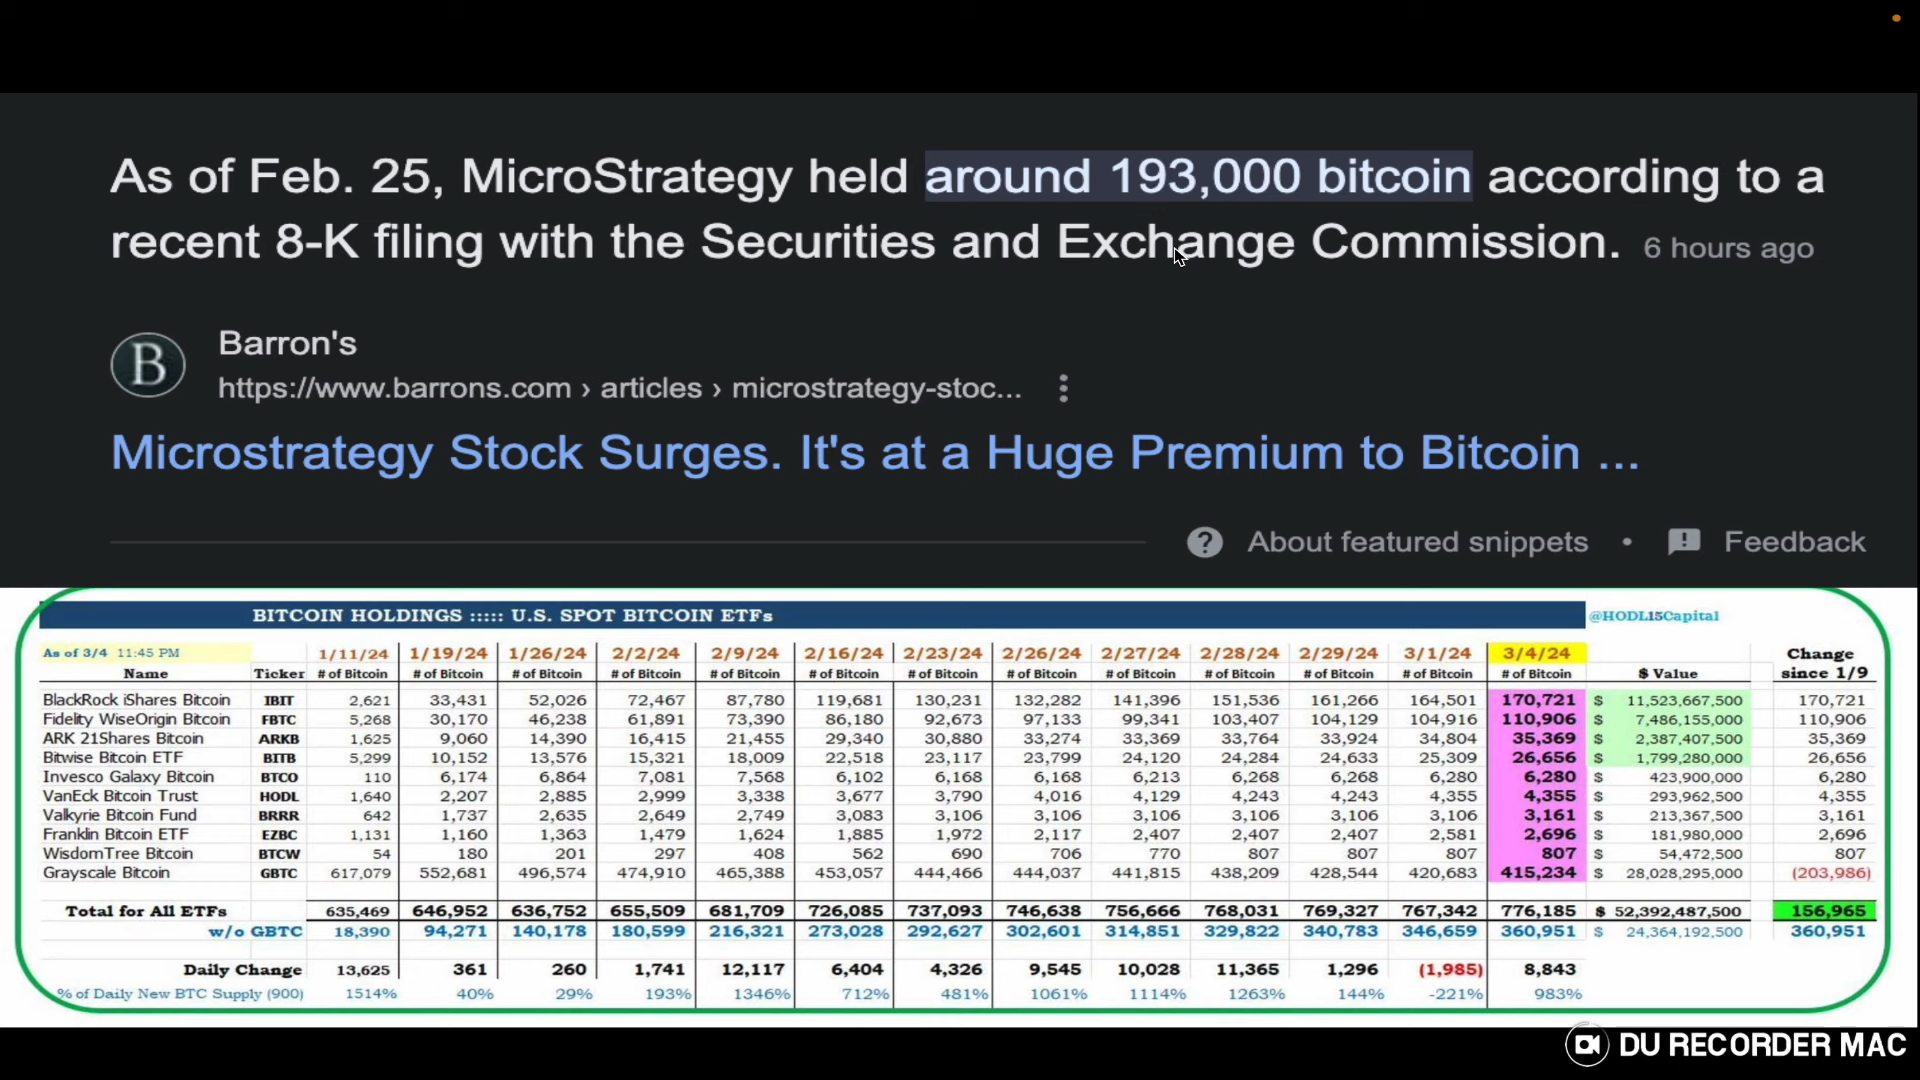 As of Feb. 25, MicroStrategy held around 193,000 bitcoin according to a
recent 8-K filing with the Securities and Exchange Commission. 6 hours ago
Barron's
https://www.barrons.com › articles › microstrategy-stoc...
Microstrategy Stock Surges. It's at a Huge Premium to Bitcoin ...
About featured snippets • Feedback
BITCOIN HOLDINGS ::::: U.S. SPOT BITCOIN ETFs @HODL15Capital
As of 3/4 11:45 PM 1/11/24 1/19/24 1/26/24 2/2/24 2/9/24 2/16/24 2/23/24 2/26/24 2/27/24 2/28/24 2/29/24 3/1/24 3/4/24 Change
Name Ticker # of Bitcoin # of Bitcoin # of Bitcoin # of Bitcoin # of Bitcoin # of Bitcoin # of Bitcoin # of Bitcoin # of Bitcoin # of Bitcoin # of Bitcoin # of Bitcoin # of Bitcoin $ Value since 1/9
BlackRock iShares Bitcoin IBIT 2,621 33,431 52,026 72,467 87,780 119,681 130,231 132,282 141,396 151,536 161,266 164,501 170,721 $ 11,523,667,500 170,721
Fidelity WiseOrigin Bitcoin FBTC 5,268 30,170 46,238 61,891 73,390 86,180 92,673 97,133 99,341 103,407 104,129 104,916 110,906 $ 7,486,155,000 110,906
ARK 21Shares Bitcoin ARKB 1,625 9,060 14,390 16,415 21,455 29,340 30,880 33,274 33,369 33,764 33,924 34,804 35,369 $ 2,387,407,500 35,369
Bitwise Bitcoin ETF BITB 5,299 10,152 13,576 15,321 18,009 22,518 23,117 23,799 24,120 24,284 24,633 25,309 26,656 $ 1,799,280,000 26,656
Invesco Galaxy Bitcoin BTCO 110 6,174 6,864 7,081 7,568 6,102 6,168 6,168 6,213 6,268 6,268 6,280 6,280 $ 423,900,000 6,280
VanEck Bitcoin Trust HODL 1,640 2,207 2,885 2,999 3,338 3,677 3,790 4,016 4,129 4,243 4,243 4,355 4,355 $ 293,962,500 4,355
Valkyrie Bitcoin Fund BRRR 642 1,737 2,635 2,649 2,749 3,083 3,106 3,106 3,106 3,106 3,106 3,106 3,161 $ 213,367,500 3,161
Franklin Bitcoin ETF EZBC 1,131 1,160 1,363 1,479 1,624 1,885 1,972 2,117 2,407 2,407 2,407 2,581 2,696 $ 181,980,000 2,696
WisdomTree Bitcoin BTCW 54 180 201 297 408 562 690 706 770 807 807 807 807 $ 54,472,500 807
Grayscale Bitcoin GBTC 617,079 552,681 496,574 474,910 465,388 453,057 444,466 444,037 441,815 438,209 428,544 420,683 415,234 $ 28,028,295,000 (203,986)
Total for All ETFs 635,469 646,952 636,752 655,509 681,709 726,085 737,093 746,638 756,666 768,031 769,327 767,342 776,185 $ 52,392,487,500 156,965
w/o GBTC 18,390 94,271 140,178 180,599 216,321 273,028 292,627 302,601 314,851 329,822 340,783 346,659 360,951 $ 24,364,192,500 360,951
Daily Change 13,625 361 260 1,741 12,117 6,404 4,326 9,545 10,028 11,365 1,296 (1,985) 8,843
% of Daily New BTC Supply (900) 1514% 40% 29% 193% 1346% 712% 481% 1061% 1114% 1263% 144% -221% 983%
DU RECORDER MAC